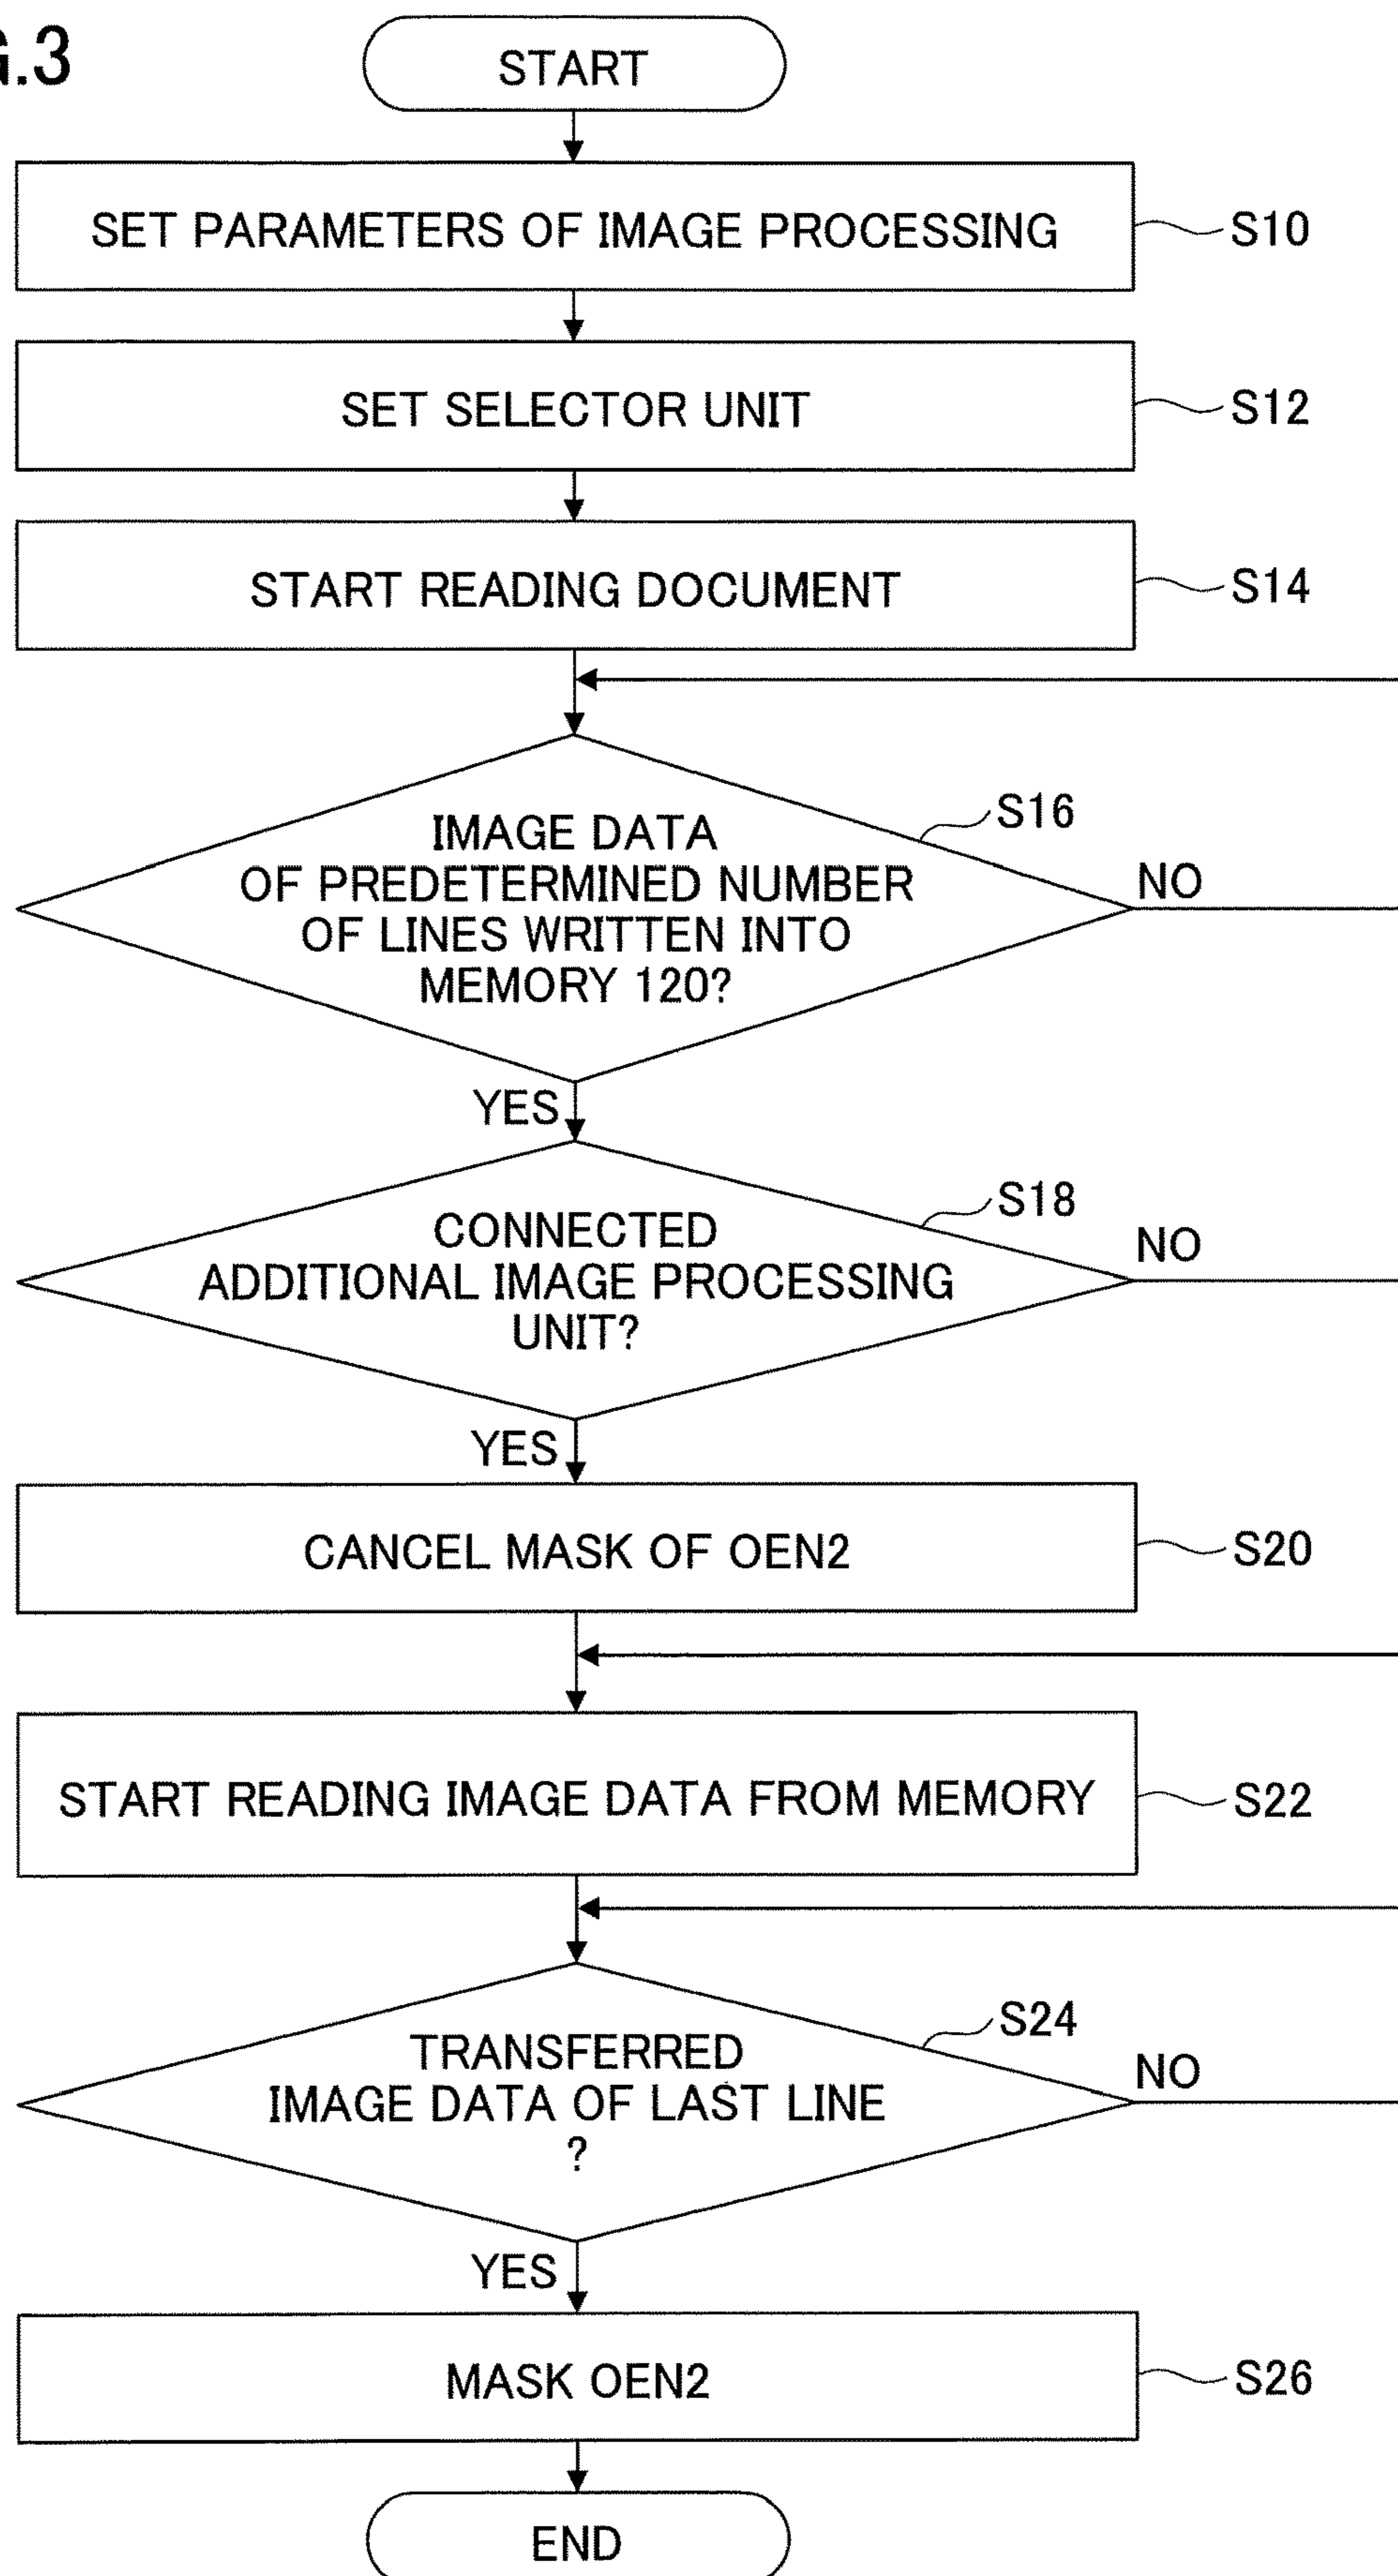 G.3
START
SET PARAMETERS OF IMAGE PROCESSING
S10
SET SELECTOR UNIT
S12
START READING DOCUMENT
S14
S16
IMAGE DATA
OF PREDETERMINED NUMBER
OF LINES WRITTEN INTO
MEMORY 120?
NO
YES
S18
CONNECTED
ADDITIONAL IMAGE PROCESSING
UNIT?
NO
YES
CANCEL MASK OF OEN2
S20
START READING IMAGE DATA FROM MEMORY
S22
S24
TRANSFERRED
IMAGE DATA OF LAST LINE
?
NO
YES
MASK OEN2
S26
END